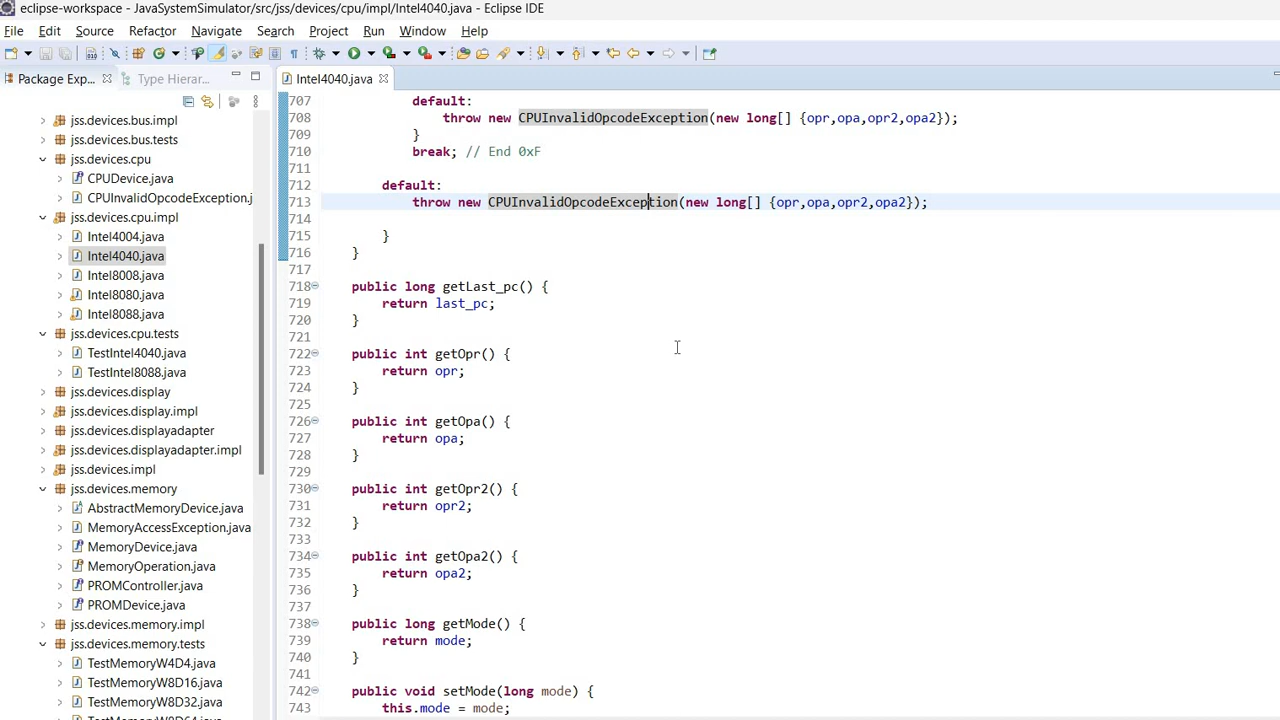 eclipse-workspace - JavaSystemSimulator/src/jss/devices/cpu/impl/Intel4040.java - Eclipse IDE
File Edit Source Refactor Navigate Search Project Run Window Help
Package Exp... Type Hierar...
jss.devices.bus.impl
jss.devices.bus.tests
jss.devices.cpu
CPUDevice.java
CPUInvalidOpcodeException.j
jss.devices.cpu.impl
Intel4004.java
Intel4040.java
Intel8008.java
Intel8080.java
Intel8088.java
jss.devices.cpu.tests
TestIntel4040.java
TestIntel8088.java
jss.devices.display
jss.devices.display.impl
jss.devices.displayadapter
jss.devices.displayadapter.impl
jss.devices.impl
jss.devices.memory
AbstractMemoryDevice.java
MemoryAccessException.java
MemoryDevice.java
MemoryOperation.java
PROMController.java
PROMDevice.java
jss.devices.memory.impl
jss.devices.memory.tests
TestMemoryW4D4.java
TestMemoryW8D16.java
TestMemoryW8D32.java
TestMemoryW8D64.java
Intel4040.java
707 default:
708 throw new CPUInvalidOpcodeException(new long[] {opr,opa,opr2,opa2});
709 }
710 break; // End 0xF
711
712 default:
713 throw new CPUInvalidOpcodeException(new long[] {opr,opa,opr2,opa2});
714
715 }
716 }
717
718 public long getLast_pc() {
719 return last_pc;
720 }
721
722 public int getOpr() {
723 return opr;
724 }
725
726 public int getOpa() {
727 return opa;
728 }
729
730 public int getOpr2() {
731 return opr2;
732 }
733
734 public int getOpa2() {
735 return opa2;
736 }
737
738 public long getMode() {
739 return mode;
740 }
741
742 public void setMode(long mode) {
743 this.mode = mode;